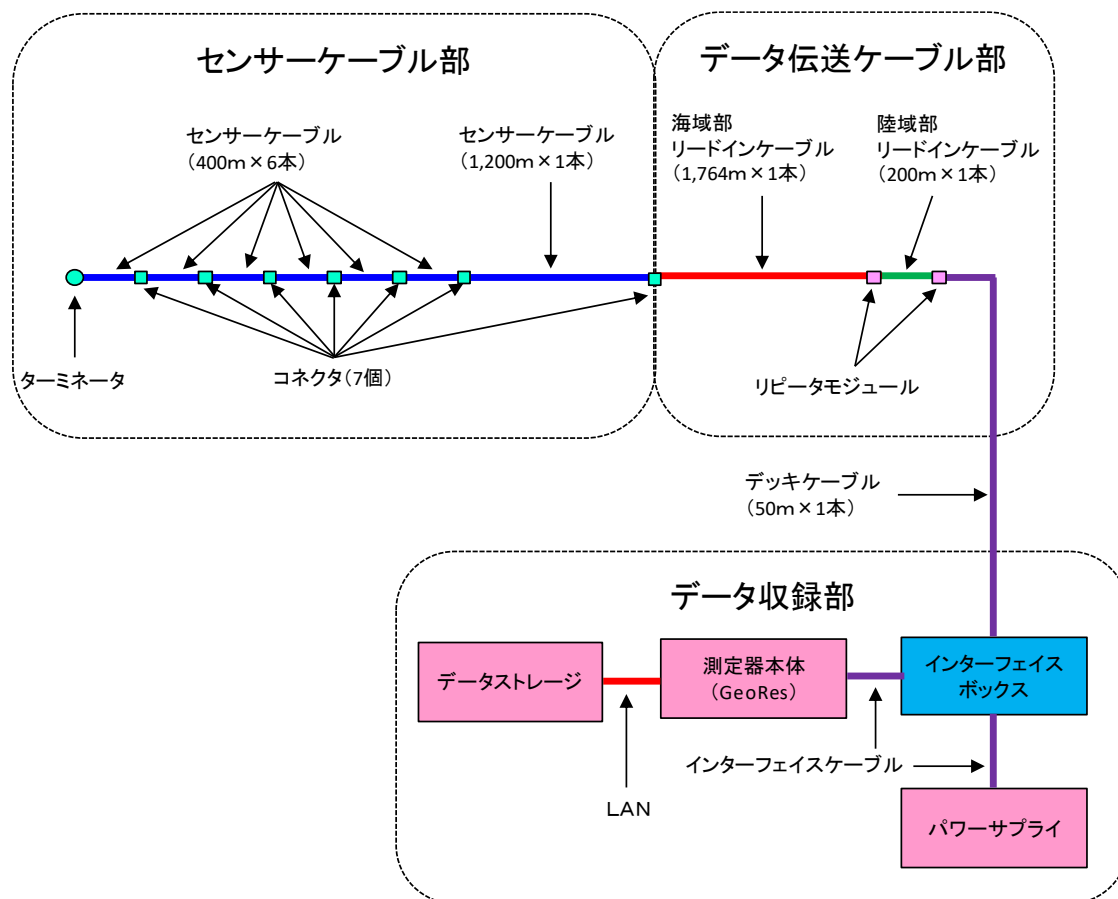 センサーケーブル部
データ伝送ケーブル部
センサーケーブル
(400m×6本)
センサーケーブル
(1,200m×1本)
海域部
リードインケーブル
(1,764m×1本)
陸域部
リードインケーブル
(200m×1本)
ターミネータ
コネクタ(7個)
リピータモジュール
デッキケーブル
(50m×1本)
データ収録部
データストレージ
測定器本体
(GeoRes)
インターフェイス
ボックス
インターフェイスケーブル
LAN
パワーサプライ